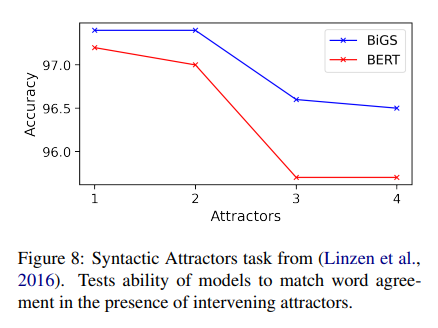 BiGS
BERT
97.0
96.5
96.0
Accuracy
1 2 3 4
Attractors
Figure 8: Syntactic Attractors task from (Linzen et al.,
2016). Tests ability of models to match word agree-
ment in the presence of intervening attractors.